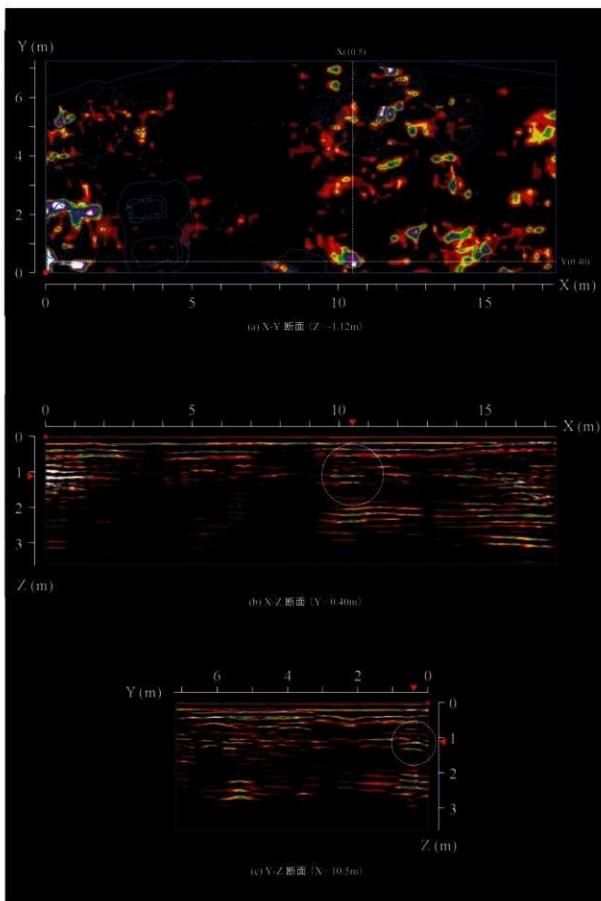 Y (m)
X(10.5)
6
4
2
0
Y(0.40)
0
5
10
15
X (m)
(a) X-Y 断面 (Z=-1.12m)
0
5
10
15
X (m)
0
1
2
3
Z (m)
(b) X-Z 断面 (Y=0.40m)
6
4
2
0
Y (m)
0
1
2
3
Z (m)
(c) Y-Z 断面 (X=10.5m)